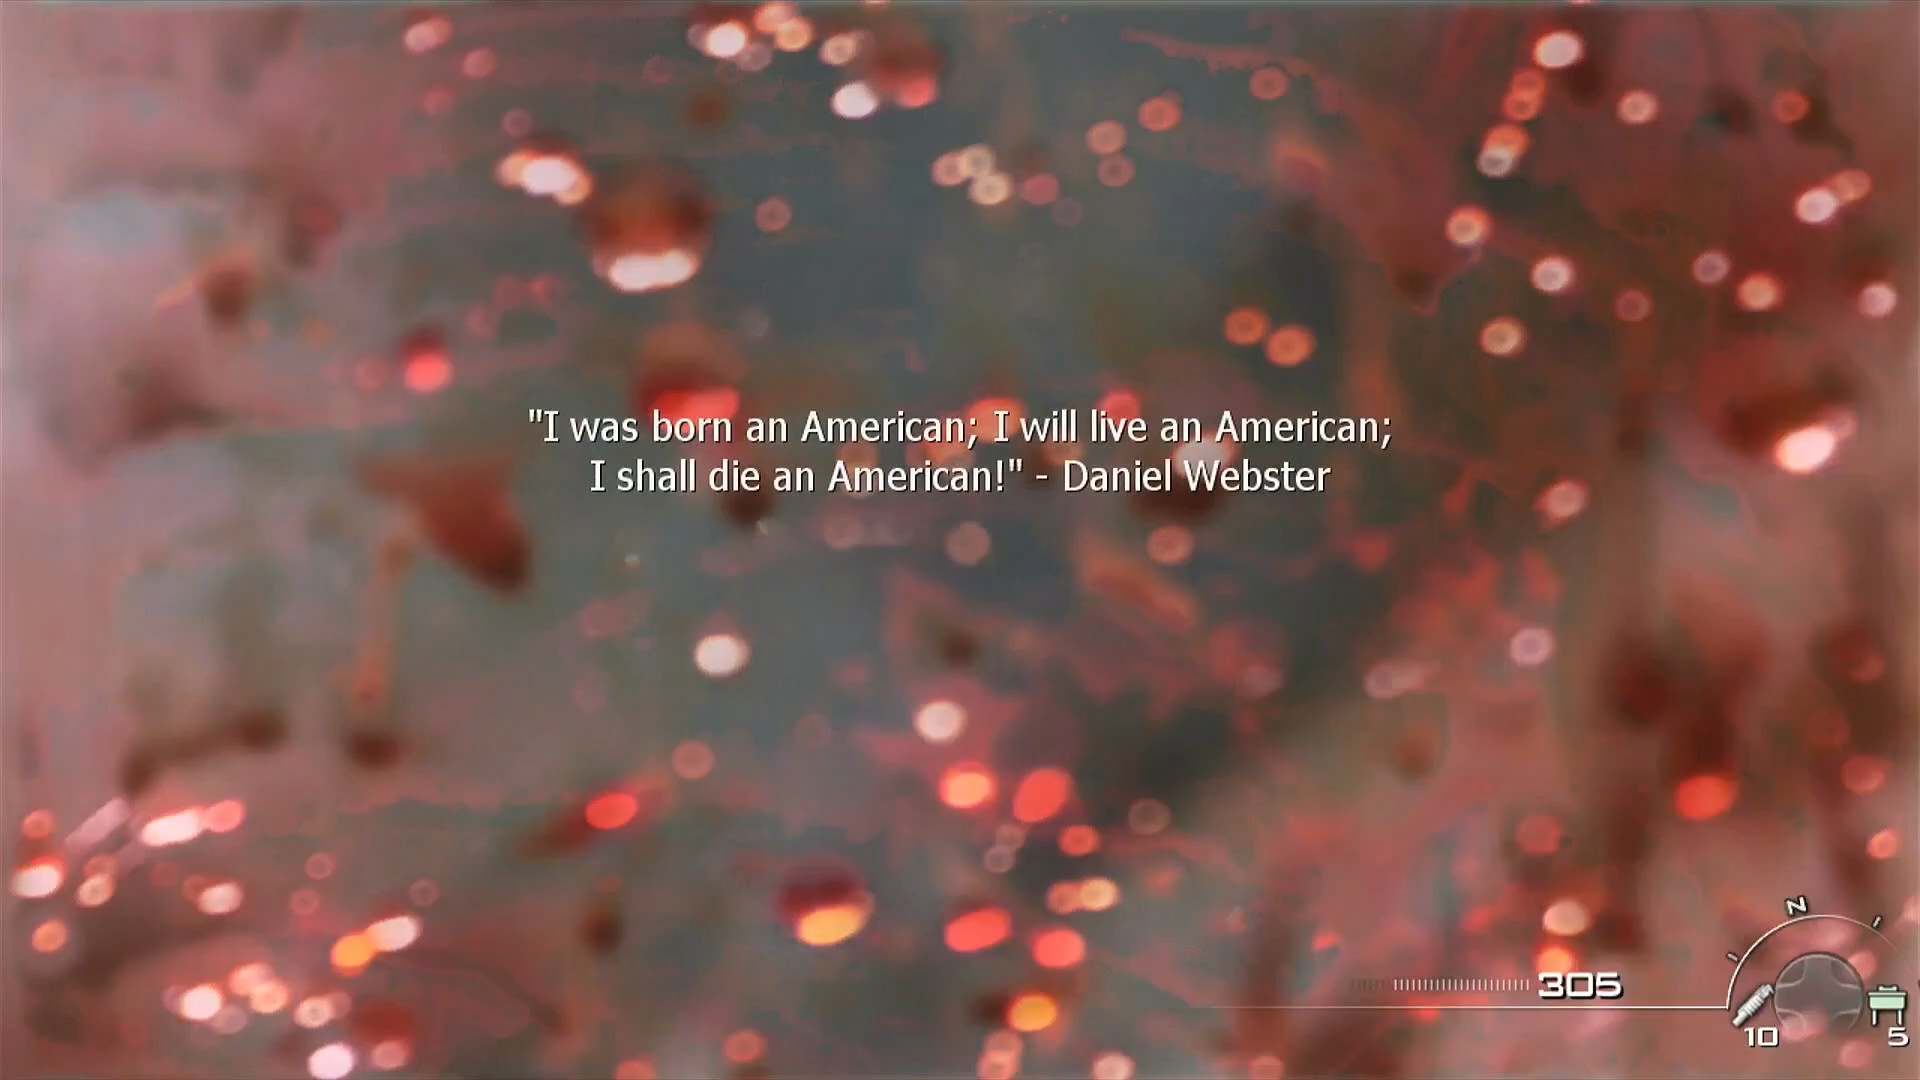 "I was born an American; I will live an American;
I shall die an American!" - Daniel Webster
N
305
10
5